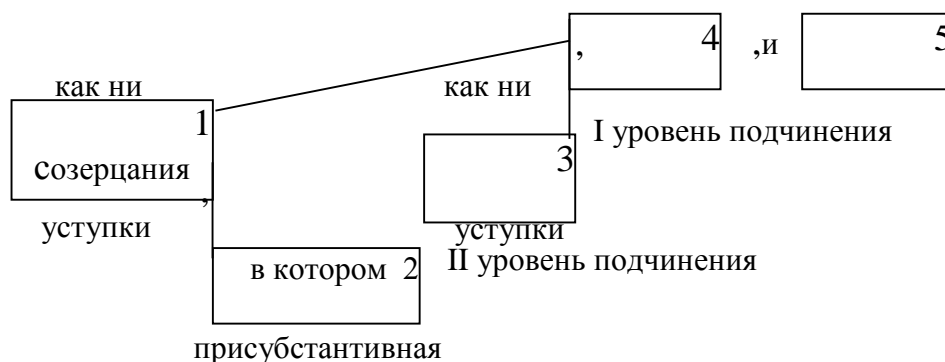 , 4 ,и 5
как ни как ни
1
I уровень подчинения
созерцания 3
,
уступки уступки
II уровень подчинения
в котором 2
присубстантивная